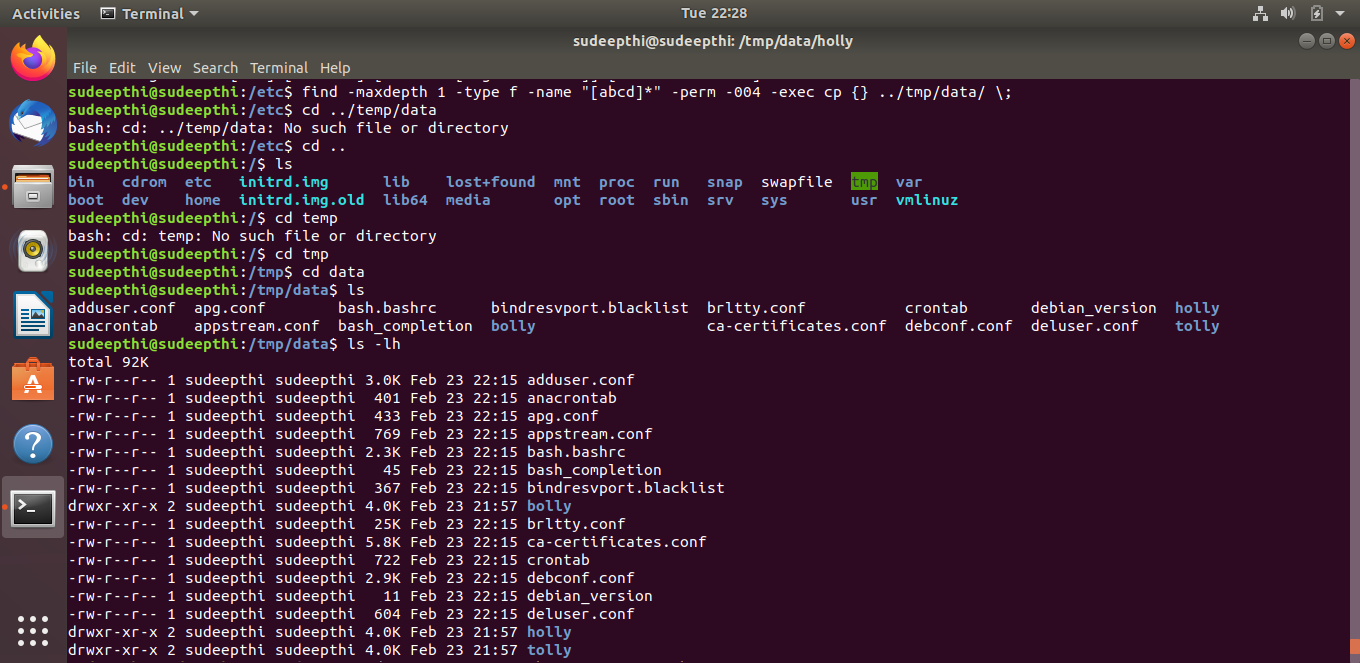 Activities Terminal Tue 22:28
sudeepthi@sudeepthi: /tmp/data/holly
File Edit View Search Terminal Help
sudeepthi@sudeepthi:/etc$ find -maxdepth 1 -type f -name "[abcd]*" -perm -004 -exec cp {} ../tmp/data/ \;
sudeepthi@sudeepthi:/etc$ cd ../temp/data
bash: cd: ../temp/data: No such file or directory
sudeepthi@sudeepthi:/etc$ cd ..
sudeepthi@sudeepthi:/$ ls
bin cdrom etc initrd.img lib lost+found mnt proc run snap swapfile tmp var
boot dev home initrd.img.old lib64 media opt root sbin srv sys usr vmlinuz
sudeepthi@sudeepthi:/$ cd temp
bash: cd: temp: No such file or directory
sudeepthi@sudeepthi:/$ cd tmp
sudeepthi@sudeepthi:/tmp$ cd data
sudeepthi@sudeepthi:/tmp/data$ ls
adduser.conf apg.conf bash.bashrc bindresvport.blacklist brltty.conf crontab debian_version holly
anacrontab appstream.conf bash_completion bolly ca-certificates.conf debconf.conf deluser.conf tolly
sudeepthi@sudeepthi:/tmp/data$ ls -lh
total 92K
-rw-r--r-- 1 sudeepthi sudeepthi 3.0K Feb 23 22:15 adduser.conf
-rw-r--r-- 1 sudeepthi sudeepthi 401 Feb 23 22:15 anacrontab
-rw-r--r-- 1 sudeepthi sudeepthi 433 Feb 23 22:15 apg.conf
-rw-r--r-- 1 sudeepthi sudeepthi 769 Feb 23 22:15 appstream.conf
-rw-r--r-- 1 sudeepthi sudeepthi 2.3K Feb 23 22:15 bash.bashrc
-rw-r--r-- 1 sudeepthi sudeepthi 45 Feb 23 22:15 bash_completion
-rw-r--r-- 1 sudeepthi sudeepthi 367 Feb 23 22:15 bindresvport.blacklist
drwxr-xr-x 2 sudeepthi sudeepthi 4.0K Feb 23 21:57 bolly
-rw-r--r-- 1 sudeepthi sudeepthi 25K Feb 23 22:15 brltty.conf
-rw-r--r-- 1 sudeepthi sudeepthi 5.8K Feb 23 22:15 ca-certificates.conf
-rw-r--r-- 1 sudeepthi sudeepthi 722 Feb 23 22:15 crontab
-rw-r--r-- 1 sudeepthi sudeepthi 2.9K Feb 23 22:15 debconf.conf
-rw-r--r-- 1 sudeepthi sudeepthi 11 Feb 23 22:15 debian_version
-rw-r--r-- 1 sudeepthi sudeepthi 604 Feb 23 22:15 deluser.conf
drwxr-xr-x 2 sudeepthi sudeepthi 4.0K Feb 23 21:57 holly
drwxr-xr-x 2 sudeepthi sudeepthi 4.0K Feb 23 21:57 tolly